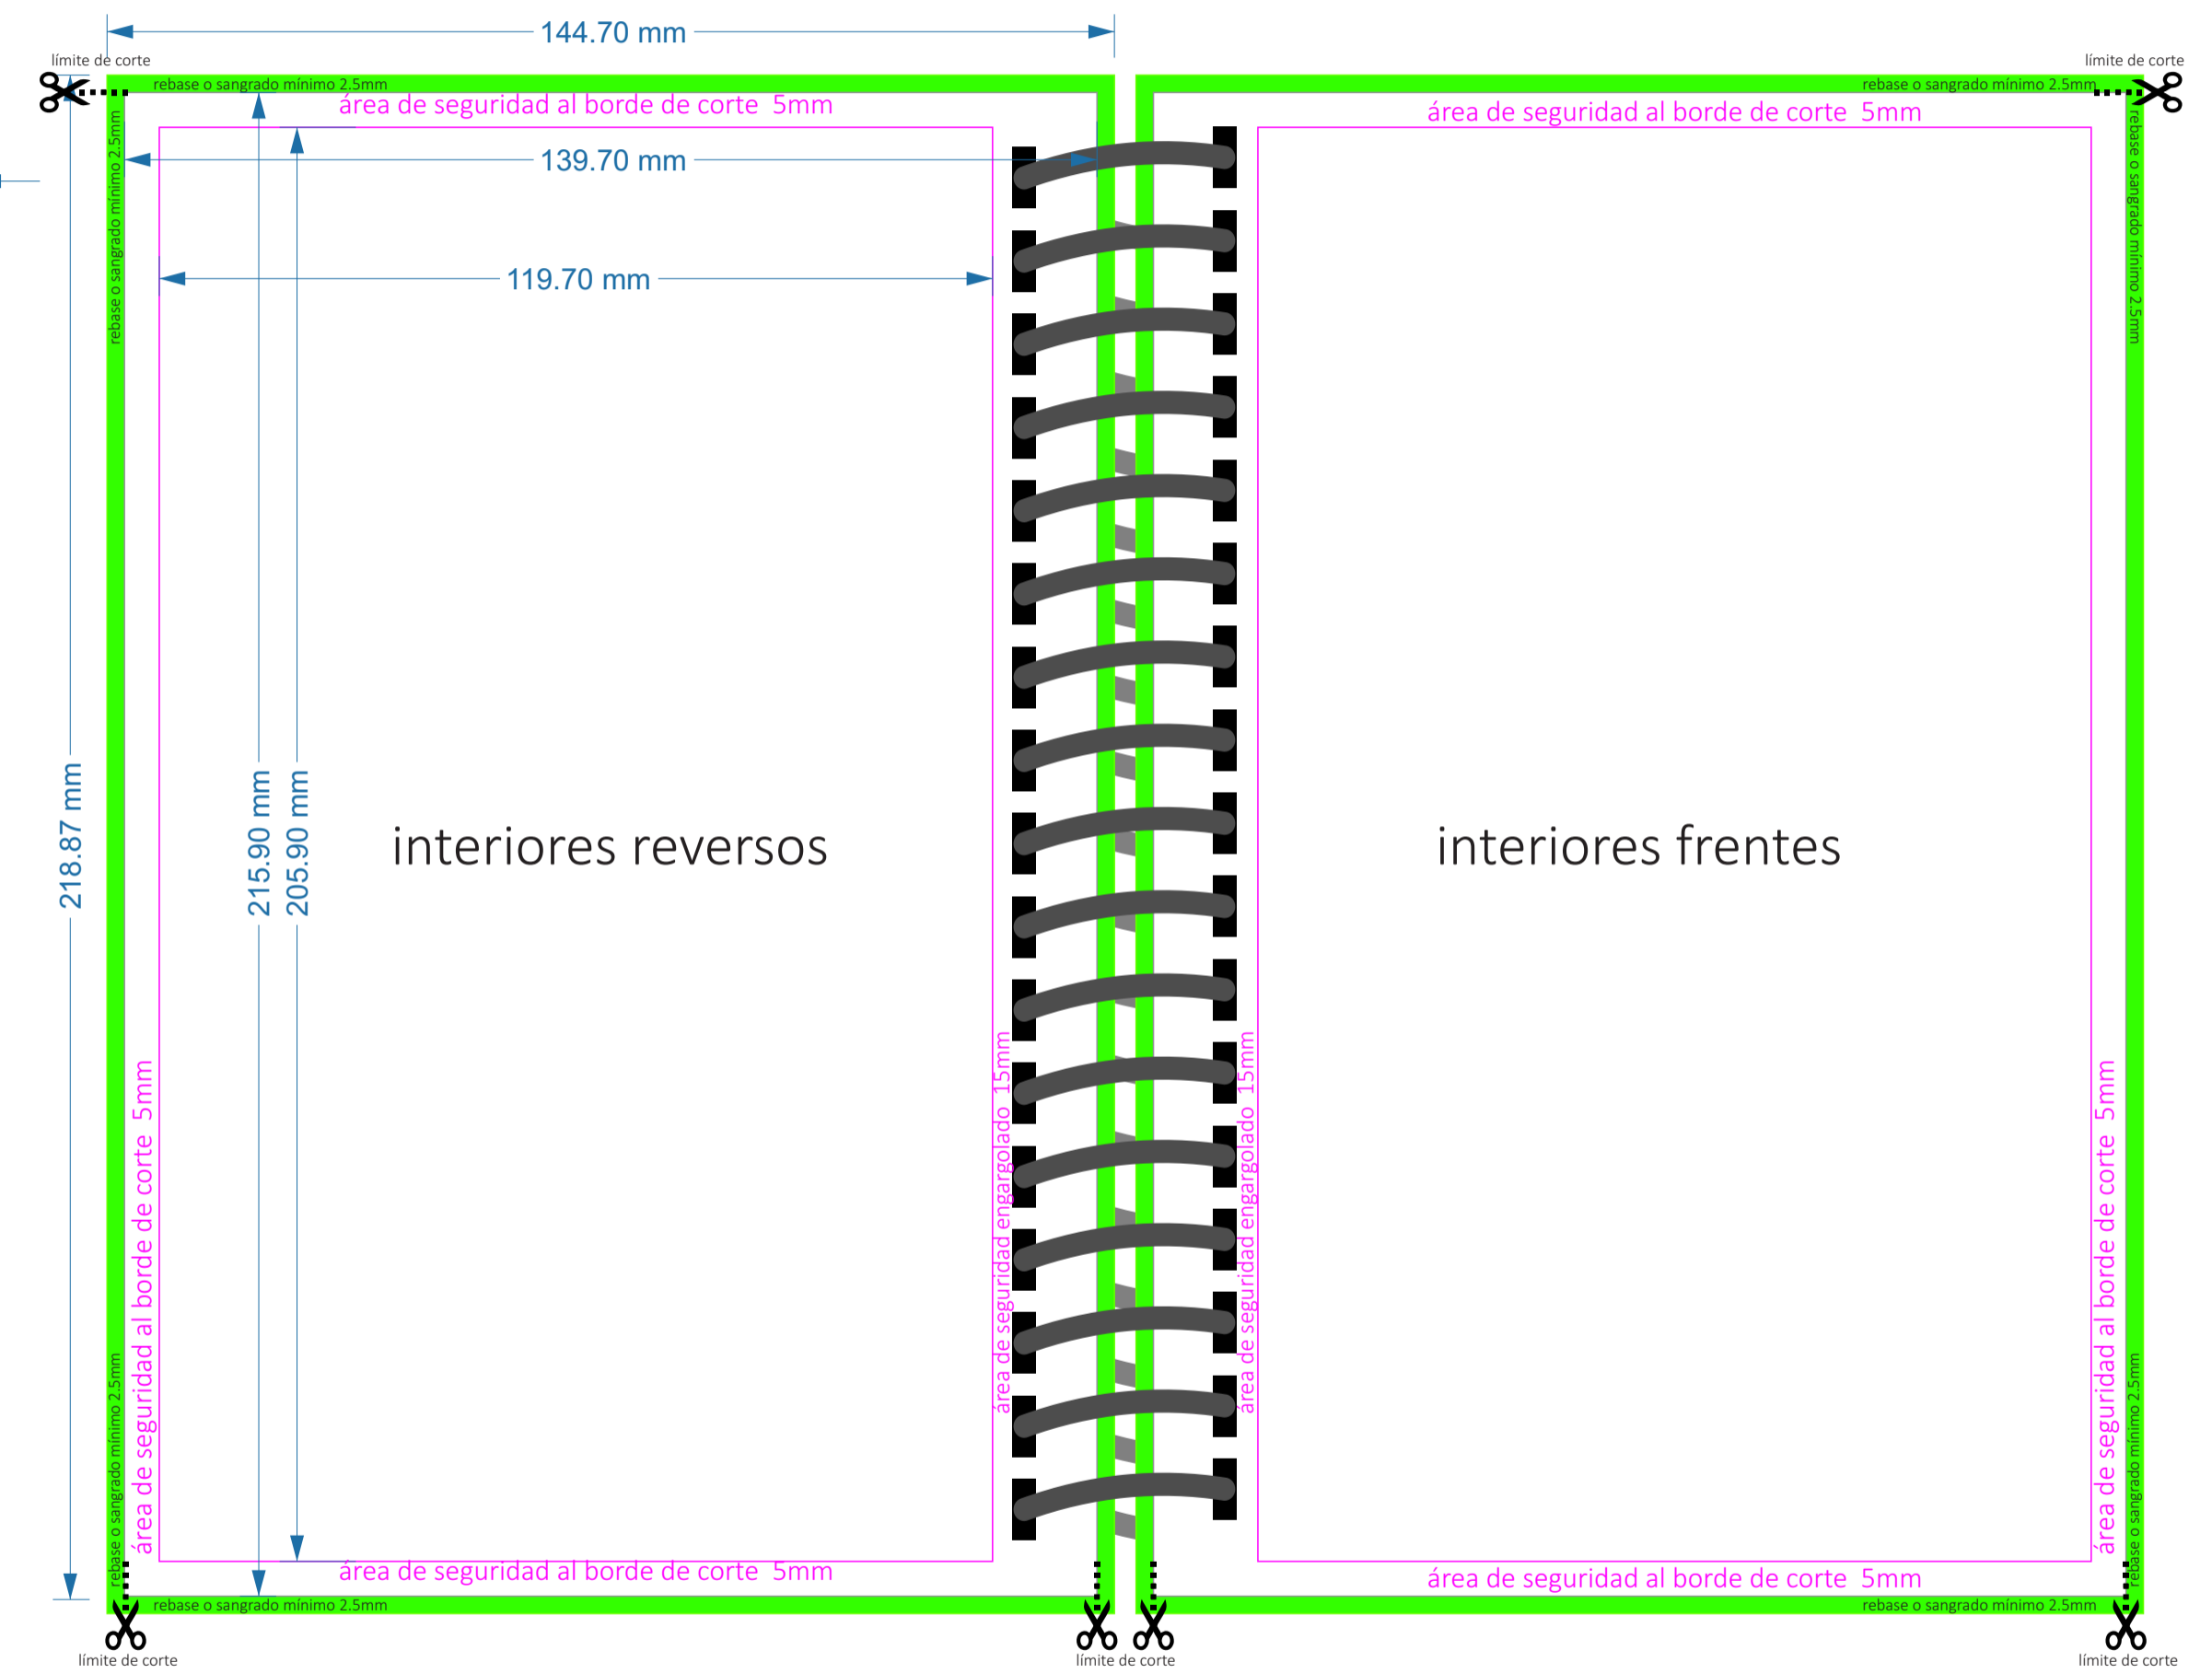 144.70 mm
límite de corte
límite de corte
rebase o sangrado mínimo 2.5mm
rebase o sangrado mínimo 2.5mm
área de seguridad al borde de corte 5mm
área de seguridad al borde de corte 5mm
rebase o sangrado mínimo 2.5mm
rebase o sangrado mínimo 2.5mm
139.70 mm
119.70 mm
218.87 mm
215.90 mm
205.90 mm
interiores reversos
interiores frentes
área de seguridad al borde de corte 5mm
área de seguridad engargolado 15mm
área de seguridad engargolado 15mm
área de seguridad al borde de corte 5mm
rebase o sangrado mínimo 2.5mm
rebase o sangrado mínimo 2.5mm
área de seguridad al borde de corte 5mm
área de seguridad al borde de corte 5mm
rebase o sangrado mínimo 2.5mm
rebase o sangrado mínimo 2.5mm
límite de corte
límite de corte
límite de corte